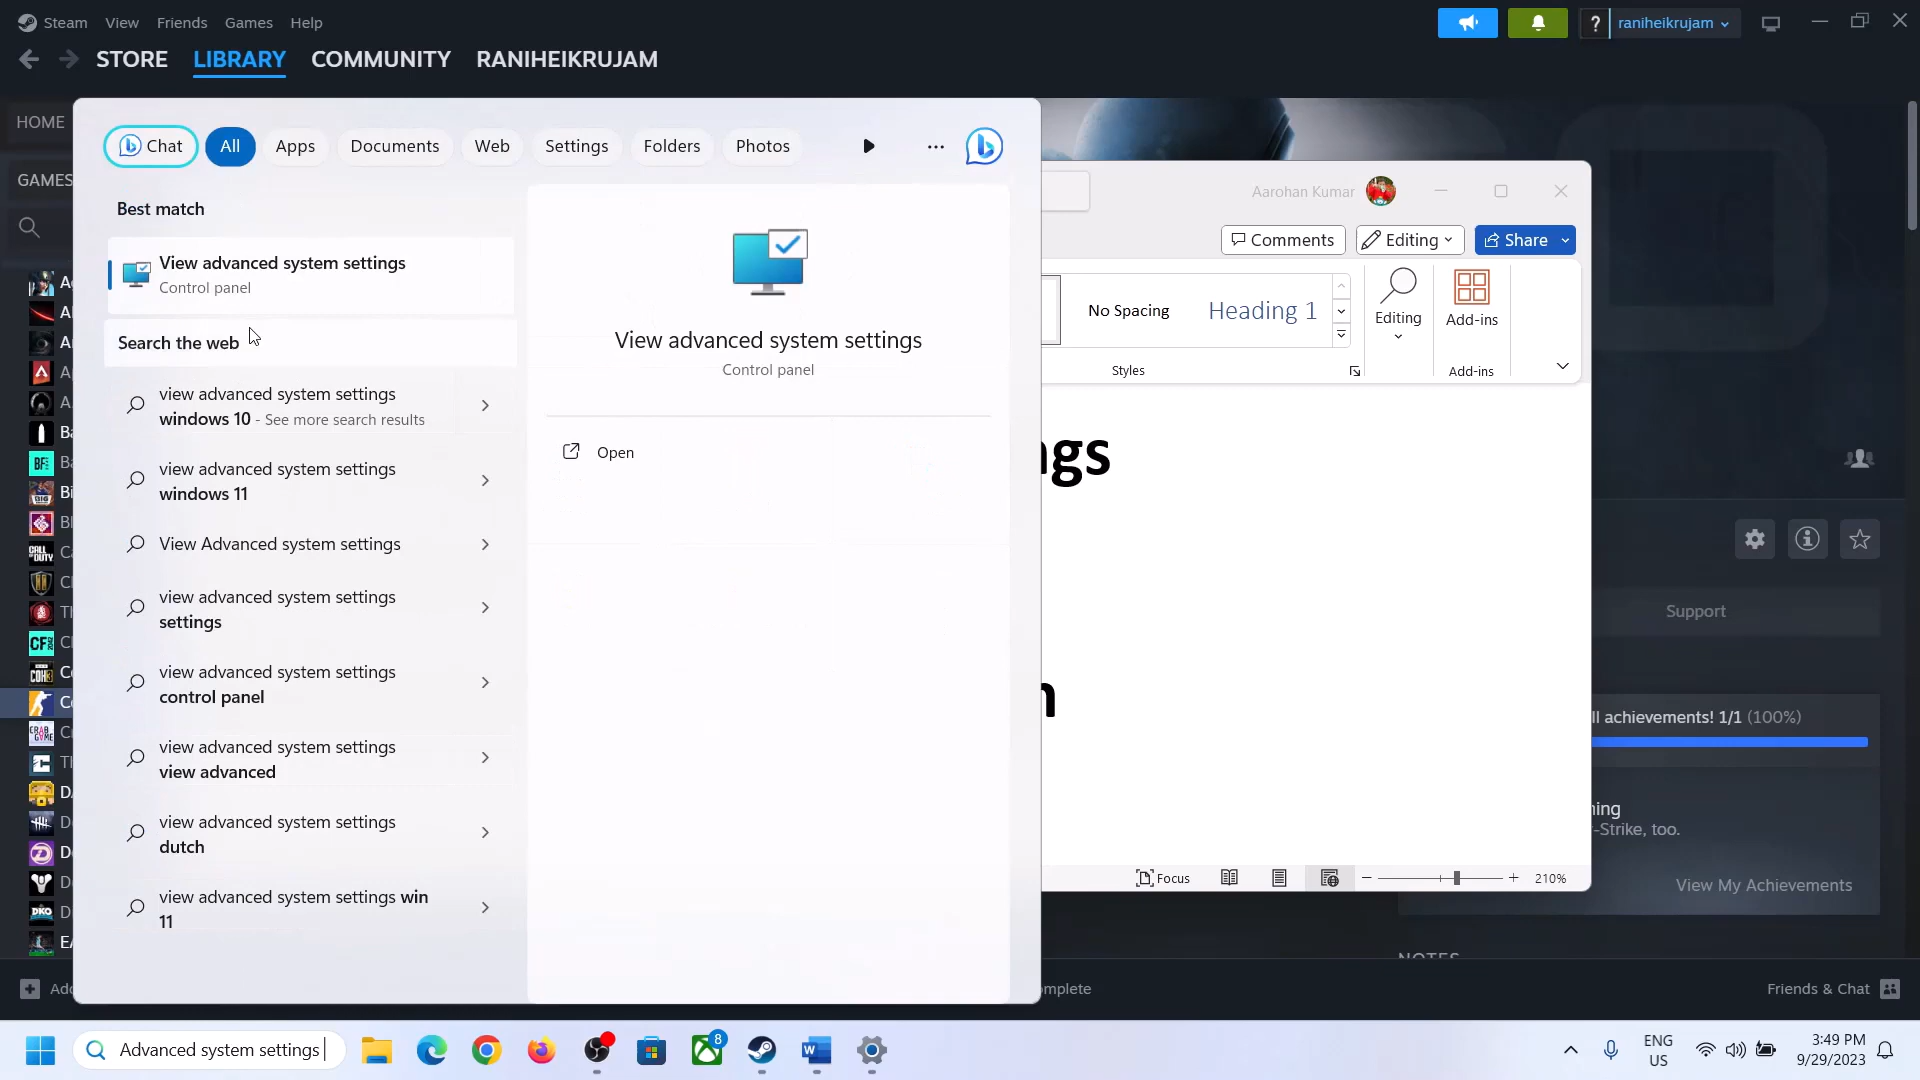 Steam View Friends Games Help
raniheikrujam
STORE LIBRARY COMMUNITY RANIHEIKRUJAM
HOME
GAMES
Chat All Apps Documents Web Settings Folders Photos
Best match
View advanced system settings
Control panel
Search the web
view advanced system settings
windows 10 - See more search results
view advanced system settings
windows 11
View Advanced system settings
view advanced system settings
settings
view advanced system settings
control panel
view advanced system settings
view advanced
view advanced system settings
dutch
view advanced system settings win
11
View advanced system settings
Control panel
Open
Aarohan Kumar
Comments Editing Share
No Spacing Heading 1
Editing
Add-ins
Styles
Add-ins
ngs
n
Focus
210%
Support
ll achievements! 1/1 (100%)
ning
-Strike, too.
View My Achievements
NOTES
Add
mplete
Friends & Chat
Advanced system settings
8
ENG
US
3:49 PM
9/29/2023